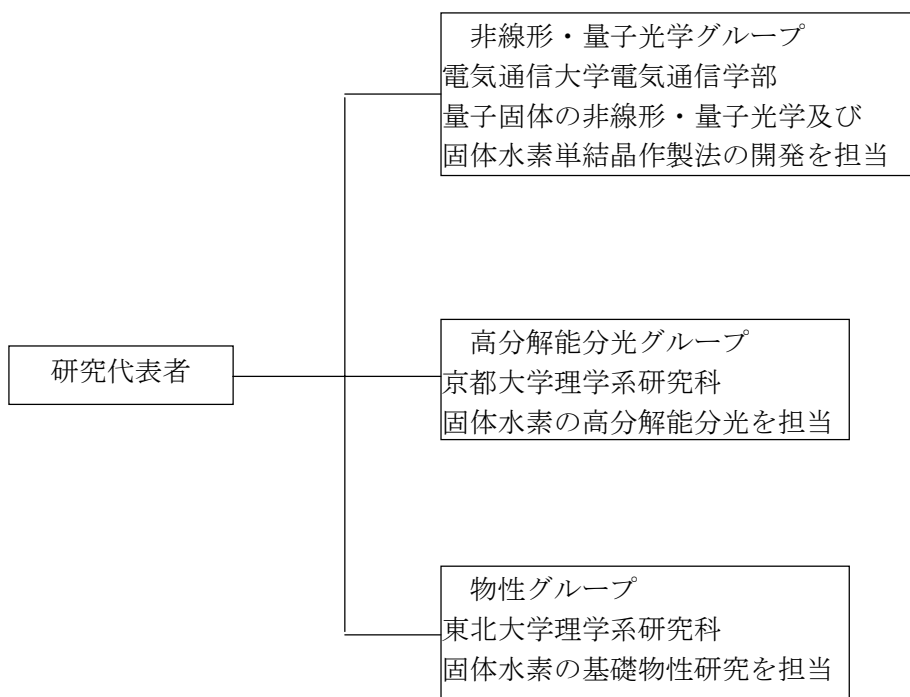 非線形・量子光学グループ
電気通信大学電気通信学部
量子固体の非線形・量子光学及び
固体水素単結晶作製法の開発を担当
研究代表者
高分解能分光グループ
京都大学理学系研究科
固体水素の高分解能分光を担当
物性グループ
東北大学理学系研究科
固体水素の基礎物性研究を担当